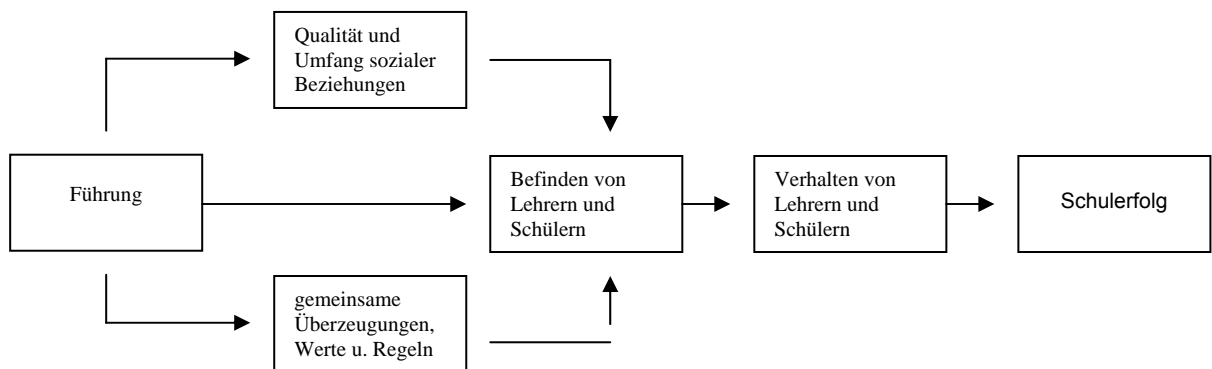 Qualität und
Umfang sozialer
Beziehungen
Führung
Befinden von
Lehrern und
Schülern
Verhalten von
Lehrern und
Schülern
Schulerfolg
gemeinsame
Überzeugungen,
Werte u. Regeln